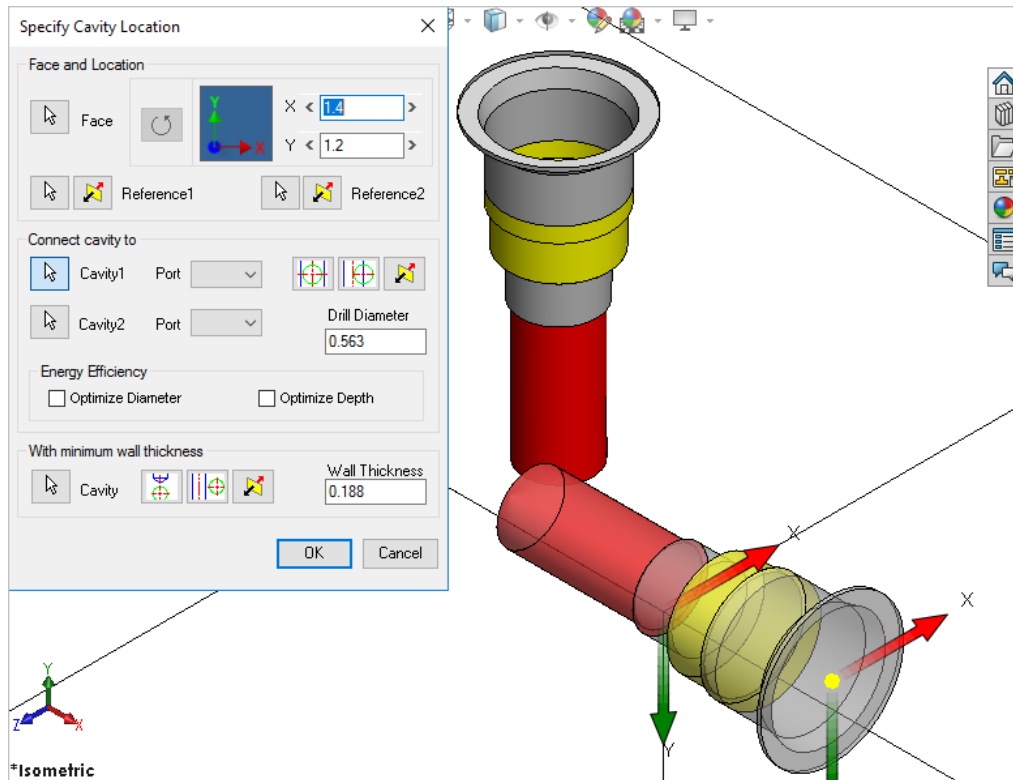 Specify Cavity Location
Face and Location
Face
Y
X
X < 1.4 >
Y < 1.2 >
Reference1
Reference2
Connect cavity to
Cavity1 Port
Cavity2 Port
Drill Diameter
0.563
Energy Efficiency
Optimize Diameter
Optimize Depth
With minimum wall thickness
Cavity
Wall Thickness
0.188
OK
Cancel
X
X
Y
Y
Z
X
*Isometric